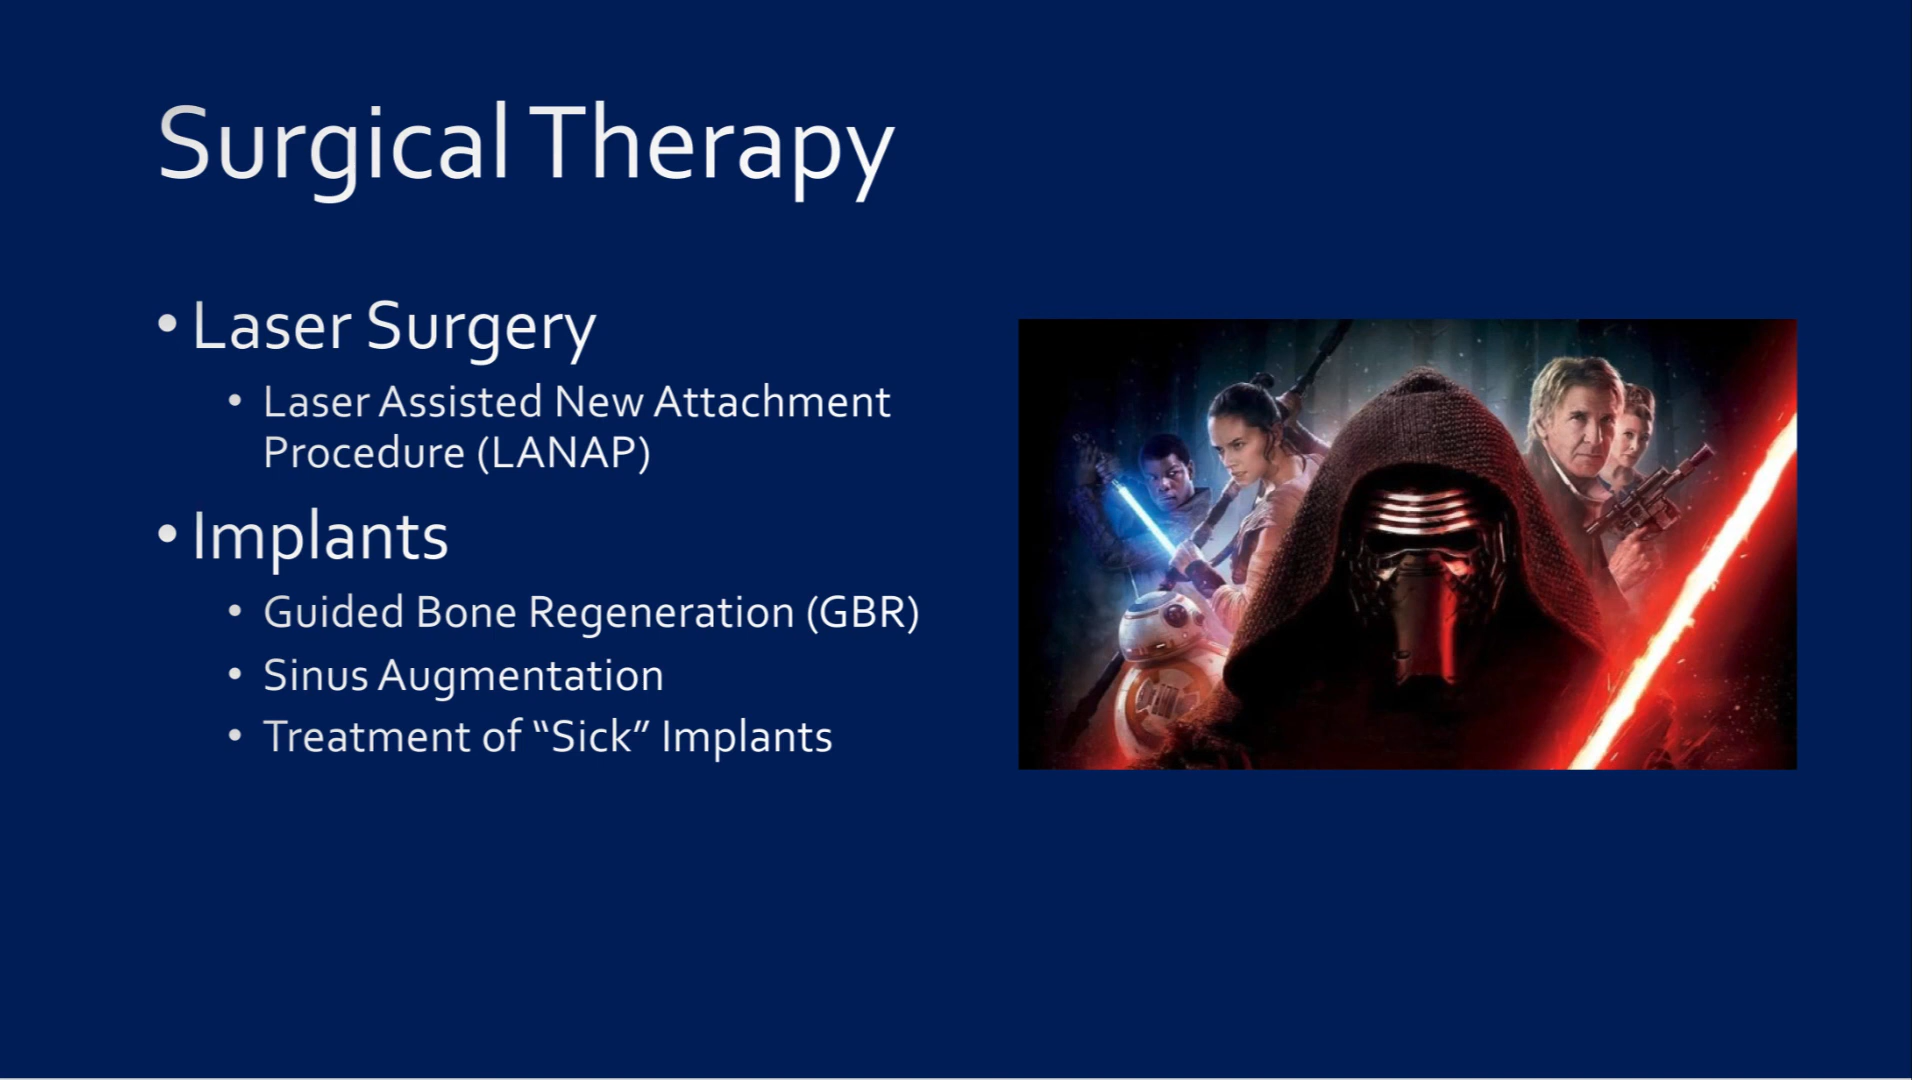 Surgical Therapy
• Laser Surgery
• Laser Assisted New Attachment
Procedure (LANAP)
• Implants
• Guided Bone Regeneration (GBR)
• Sinus Augmentation
• Treatment of “Sick” Implants